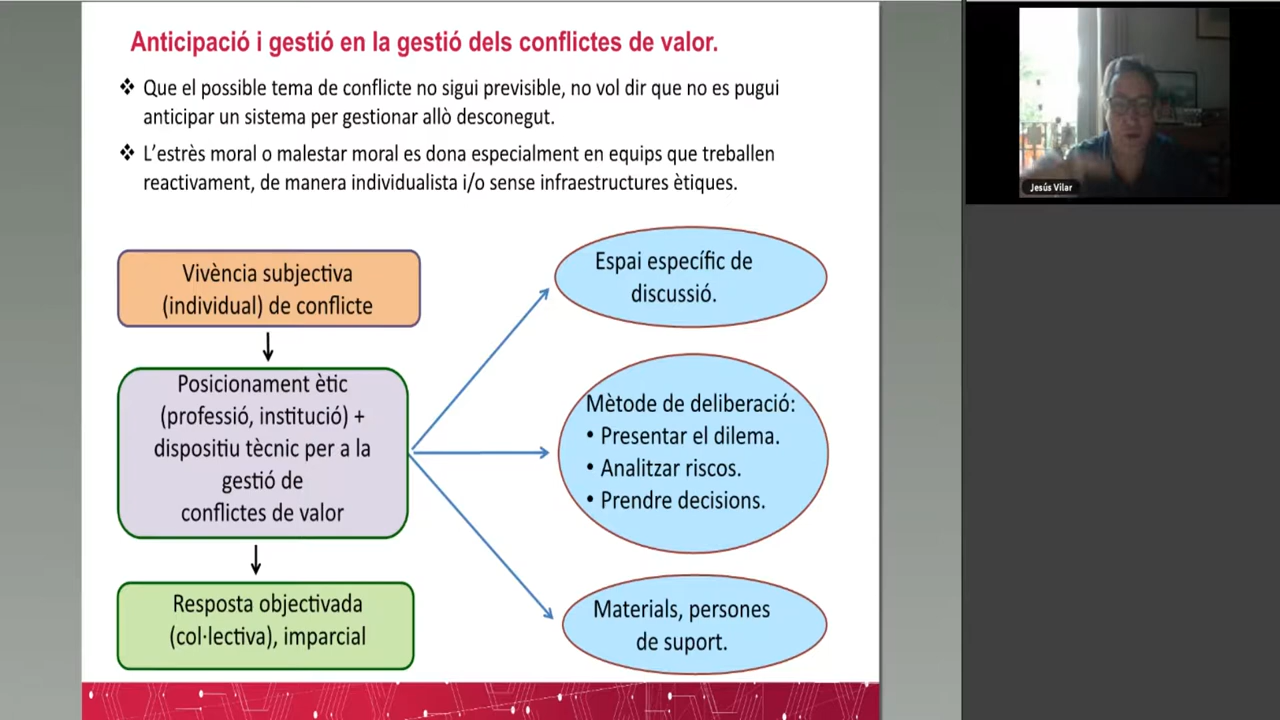 Anticipació i gestió en la gestió dels conflictes de valor.
❖ Que el possible tema de conflicte no sigui previsible, no vol dir que no es pugui
anticipar un sistema per gestionar allò desconegut.
❖ L’estrès moral o malestar moral es dona especialment en equips que treballen
reactivament, de manera individualista i/o sense infraestructures ètiques.
Vivència subjectiva
(individual) de conflicte
Posicionament ètic
(professió, institució) +
dispositiu tècnic per a la
gestió de
conflictes de valor
Resposta objectivada
(col·lectiva), imparcial
Espai específic de
discussió.
Mètode de deliberació:
• Presentar el dilema.
• Analitzar riscos.
• Prendre decisions.
Materials, persones
de suport.
Jesús Vilar